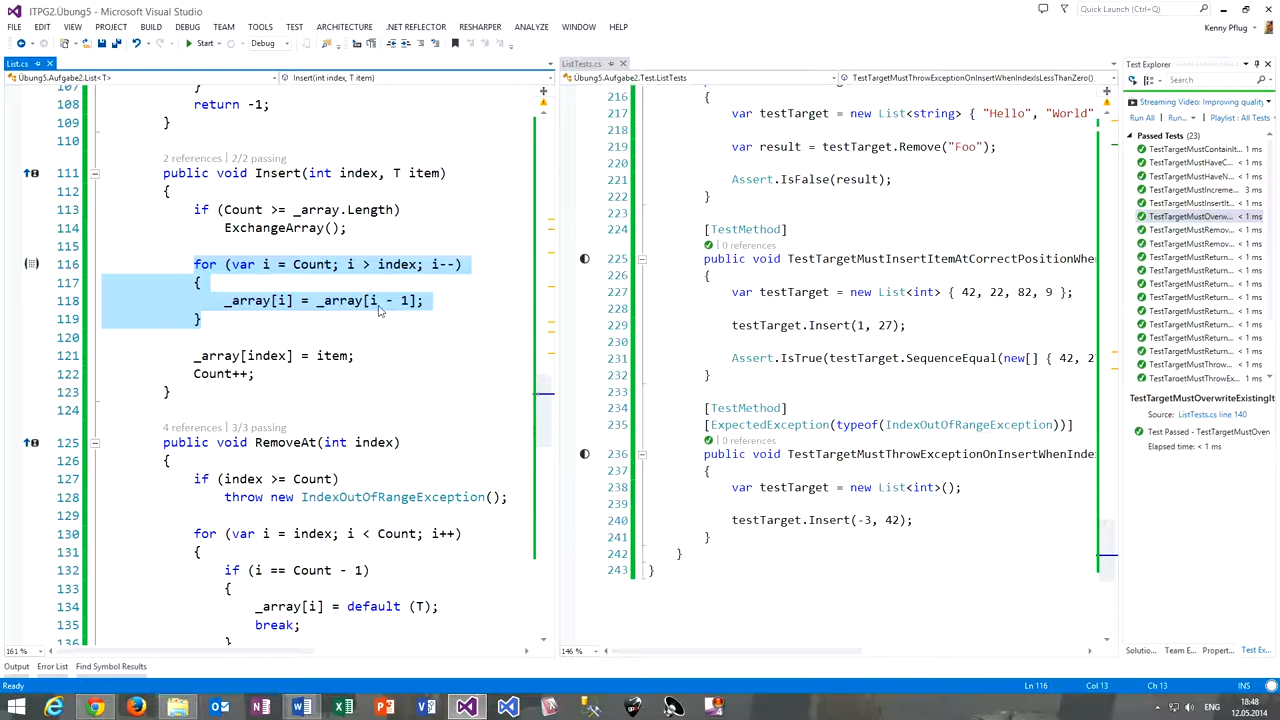 ITPG2.Übung5 - Microsoft Visual Studio
Quick Launch (Ctrl+Q)
FILE EDIT VIEW PROJECT BUILD DEBUG TEAM TOOLS TEST .NET REFLECTOR RESHARPER ANALYZE WINDOW HELP
Kenny Pflug
Start Debug
List.cs
Übung5.Aufgabe2.List<T>
Insert(int index, T item)
107 }
108 return -1;
109 }
110
2 references | 2/2 passing
111 public void Insert(int index, T item)
112 {
113 if (Count >= _array.Length)
114 ExchangeArray();
115
116 for (var i = Count; i > index; i--)
117 {
118 _array[i] = _array[i - 1];
119 }
120
121 _array[index] = item;
122 Count++;
123 }
124
4 references | 3/3 passing
125 public void RemoveAt(int index)
126 {
127 if (index >= Count)
128 throw new IndexOutOfRangeException();
129
130 for (var i = index; i < Count; i++)
131 {
132 if (i == Count - 1)
133 {
134 _array[i] = default (T);
135 break;
136 }
161 %
ListTests.cs
Übung5.Aufgabe2.Test.ListTests
TestTargetMustThrowExceptionOnInsertWhenIndexIsLessThanZero()
216 {
217 var testTarget = new List<string> { "Hello", "World"
218
219 var result = testTarget.Remove("Foo");
220
221 Assert.IsFalse(result);
222 }
223
224 [TestMethod]
0 references
225 public void TestTargetMustInsertItemAtCorrectPositionWhe
226 {
227 var testTarget = new List<int> { 42, 22, 82, 9 };
228
229 testTarget.Insert(1, 27);
230
231 Assert.IsTrue(testTarget.SequenceEqual(new[] { 42, 2
232 }
233
234 [TestMethod]
235 [ExpectedException(typeof(IndexOutOfRangeException))]
0 references
236 public void TestTargetMustThrowExceptionOnInsertWhenIndex
237 {
238 var testTarget = new List<int>();
239
240 testTarget.Insert(-3, 42);
241 }
242 }
243 }
146 %
Test Explorer
Search
Streaming Video: Improving quality
Run All | Run... | Playlist : All Tests
Passed Tests (23)
TestTargetMustContainIt... < 1 ms
TestTargetMustHaveC... < 1 ms
TestTargetMustHaveN... < 1 ms
TestTargetMustIncreme... 3 ms
TestTargetMustInsertIt... < 1 ms
TestTargetMustOverw... < 1 ms
TestTargetMustRemov... < 1 ms
TestTargetMustRemov... < 1 ms
TestTargetMustRemov... < 1 ms
TestTargetMustReturn... < 1 ms
TestTargetMustReturn... < 1 ms
TestTargetMustReturn... < 1 ms
TestTargetMustReturn... < 1 ms
TestTargetMustReturn... < 1 ms
TestTargetMustReturn... < 1 ms
TestTargetMustReturn... < 1 ms
TestTargetMustThrow... < 1 ms
TestTargetMustThrowEx... < 1 ms
TestTargetMustOverwriteExistingIt
Source: ListTests.cs line 140
Test Passed - TestTargetMustOven
Elapsed time: < 1 ms
Solutio... Team E... Propert... Test Ex...
Output Error List Find Symbol Results
Ready
Ln 116 Col 13 Ch 13 INS
18:48
12.05.2014